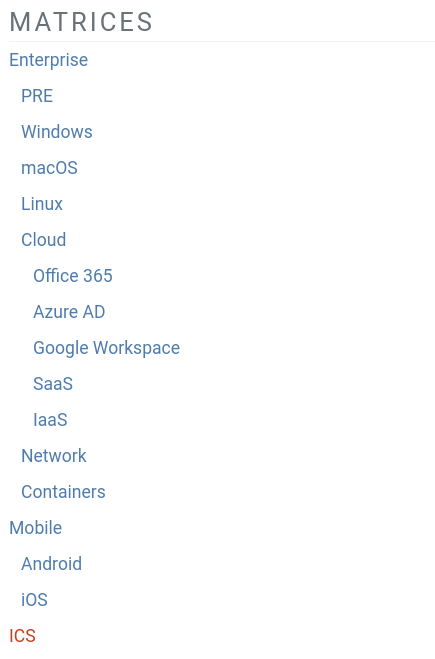 MATRICES
Enterprise
PRE
Windows
macOS
Linux
Cloud
Office 365
Azure AD
Google Workspace
SaaS
IaaS
Network
Containers
Mobile
Android
iOS
ICS